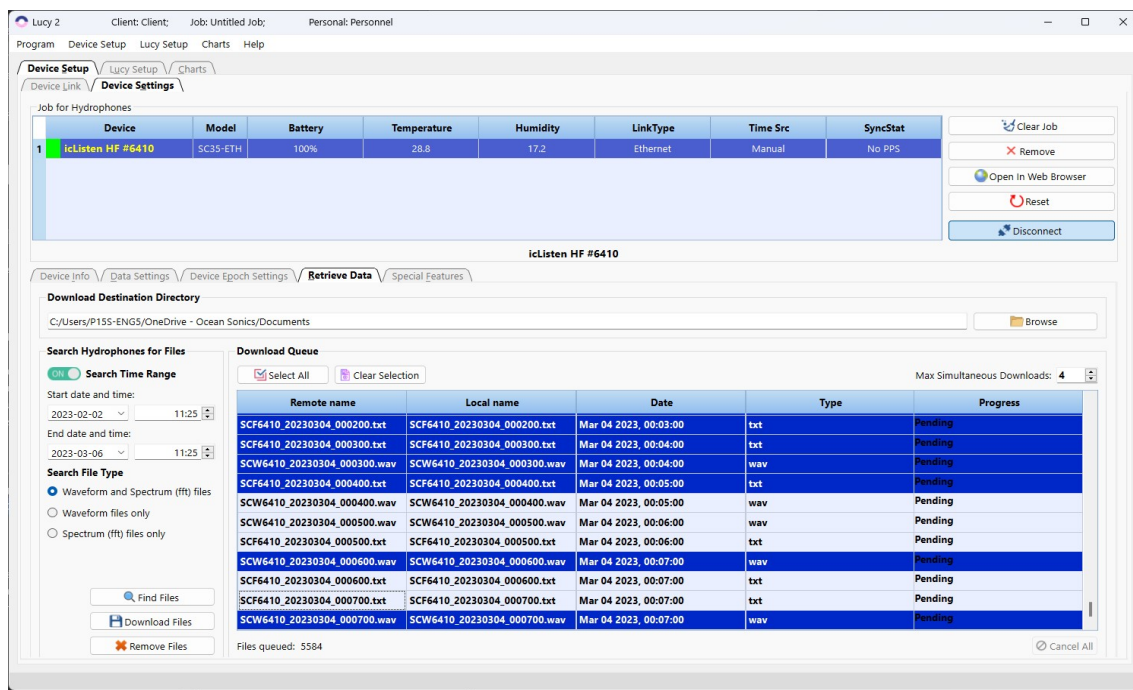 Lucy 2 Client: Client; Job: Untitled Job; Personal: Personnel
Program Device Setup Lucy Setup Charts Help
Device Setup Lucy Setup Charts
Device Link Device Settings
Job for Hydrophones
Device Model Battery Temperature Humidity LinkType Time Src SyncStat
1 icListen HF #6410 SC35-ETH 100% 28.8 17.2 Ethernet Manual No PPS
Clear Job
Remove
Open In Web Browser
Reset
Disconnect
icListen HF #6410
Device Info Data Settings Device Epoch Settings Retrieve Data Special Features
Download Destination Directory
C:/Users/P15S-ENG5/OneDrive - Ocean Sonics/Documents Browse
Search Hydrophones for Files
ON Search Time Range
Start date and time:
2023-02-02 11:25
End date and time:
2023-03-06 11:25
Search File Type
Waveform and Spectrum (fft) files
Waveform files only
Spectrum (fft) files only
Find Files
Download Files
Remove Files
Download Queue
Select All Clear Selection Max Simultaneous Downloads: 4
Remote name Local name Date Type Progress
SCF6410_20230304_000200.txt SCF6410_20230304_000200.txt Mar 04 2023, 00:03:00 txt Pending
SCF6410_20230304_000300.txt SCF6410_20230304_000300.txt Mar 04 2023, 00:04:00 txt Pending
SCW6410_20230304_000300.wav SCW6410_20230304_000300.wav Mar 04 2023, 00:04:00 wav Pending
SCF6410_20230304_000400.txt SCF6410_20230304_000400.txt Mar 04 2023, 00:05:00 txt Pending
SCW6410_20230304_000400.wav SCW6410_20230304_000400.wav Mar 04 2023, 00:05:00 wav Pending
SCW6410_20230304_000500.wav SCW6410_20230304_000500.wav Mar 04 2023, 00:06:00 wav Pending
SCF6410_20230304_000500.txt SCF6410_20230304_000500.txt Mar 04 2023, 00:06:00 txt Pending
SCW6410_20230304_000600.wav SCW6410_20230304_000600.wav Mar 04 2023, 00:07:00 wav Pending
SCF6410_20230304_000600.txt SCF6410_20230304_000600.txt Mar 04 2023, 00:07:00 txt Pending
SCF6410_20230304_000700.txt SCF6410_20230304_000700.txt Mar 04 2023, 00:07:00 txt Pending
SCW6410_20230304_000700.wav SCW6410_20230304_000700.wav Mar 04 2023, 00:07:00 wav Pending
Files queued: 5584 Cancel All